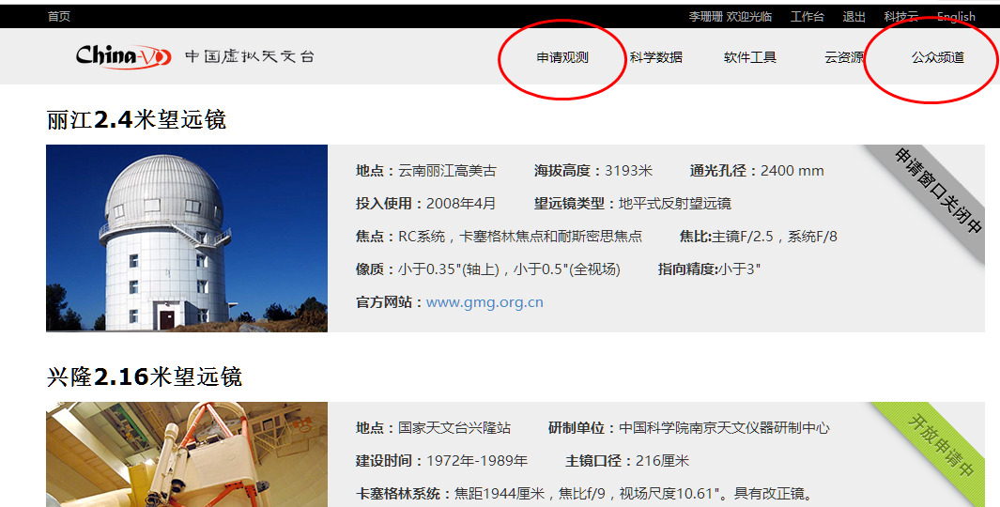 首页
李珊珊 欢迎光临 工作台 退出 科技云 English
China-VO 中国虚拟天文台 申请观测 科学数据 软件工具 云资源 公众频道
丽江2.4米望远镜
地点：云南丽江高美古 海拔高度：3193米 通光孔径：2400 mm
投入使用：2008年4月 望远镜类型：地平式反射望远镜
焦点：RC系统，卡塞格林焦点和耐斯密思焦点 焦比:主镜F/2.5，系统F/8
像质：小于0.35"(轴上)，小于0.5"(全视场) 指向精度:小于3"
官方网站：www.gmg.org.cn
申请窗口关闭中
兴隆2.16米望远镜
地点：国家天文台兴隆站 研制单位：中国科学院南京天文仪器研制中心
建设时间：1972年-1989年 主镜口径：216厘米
卡塞格林系统：焦距1944厘米，焦比f/9，视场尺度10.61"。具有改正镜。
开放申请中